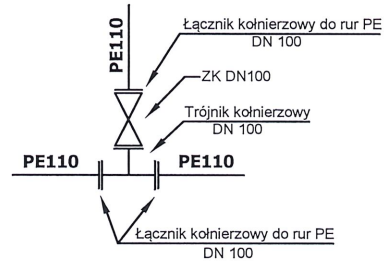 PE110
Łącznik kołnierzowy do rur PE
DN 100
ZK DN100
Trójnik kołnierzowy
DN 100
PE110
PE110
Łącznik kołnierzowy do rur PE
DN 100